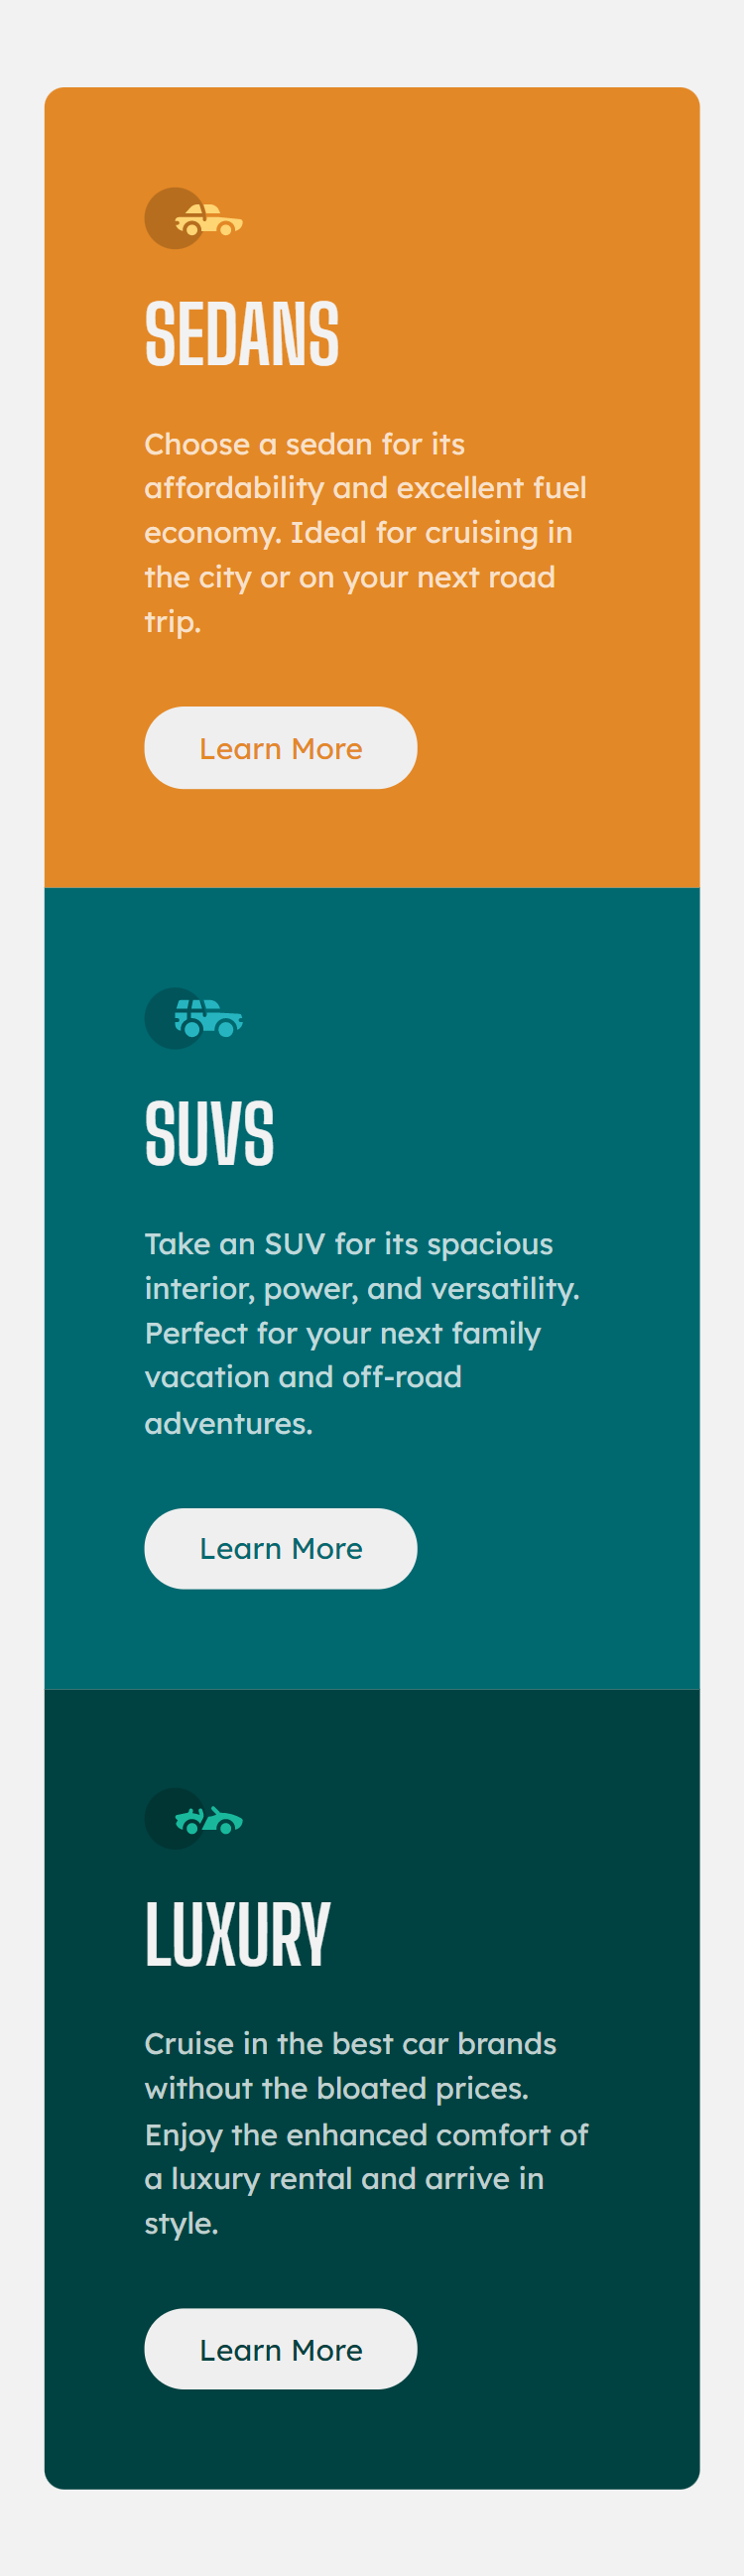 SEDANS
Choose a sedan for its
affordability and excellent fuel
economy. Ideal for cruising in
the city or on your next road
trip.
Learn More
SUVS
Take an SUV for its spacious
interior, power, and versatility.
Perfect for your next family
vacation and off-road
adventures.
Learn More
LUXURY
Cruise in the best car brands
without the bloated prices.
Enjoy the enhanced comfort of
a luxury rental and arrive in
style.
Learn More